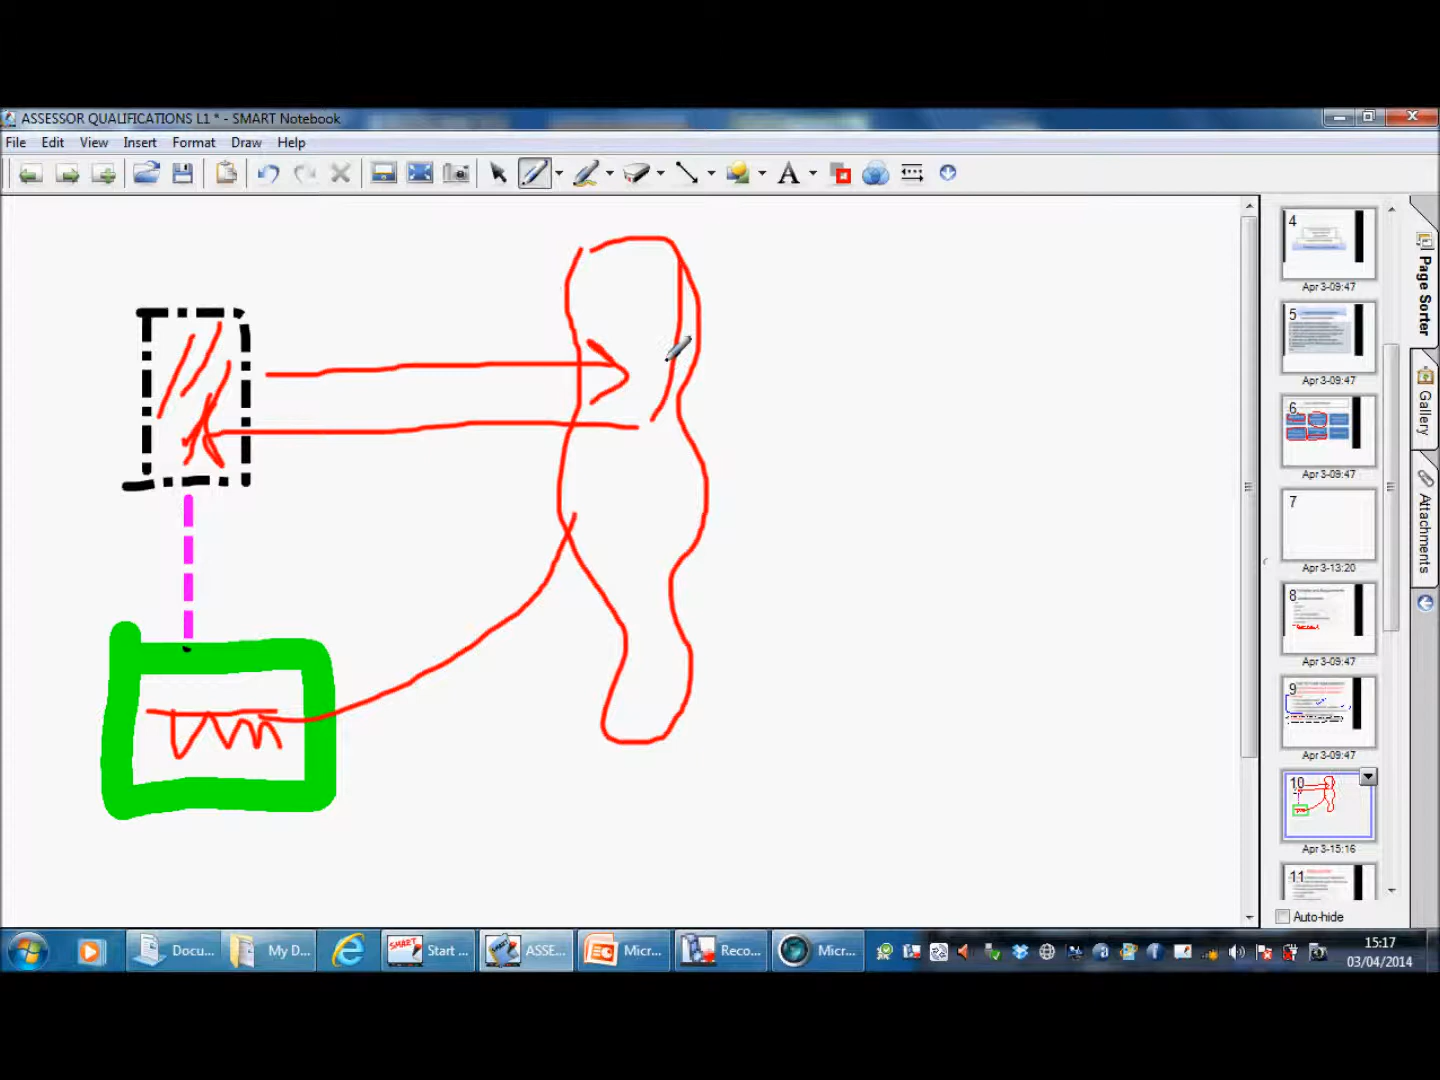 ASSESSOR QUALIFICATIONS L1 * - SMART Notebook
File Edit View Insert Format Draw Help
4
Apr 3-09:47
5
Apr 3-09:47
6
Apr 3-09:47
7
Apr 3-13:20
8
Apr 3-09:47
9
Apr 3-09:47
10
Apr 3-15:16
11
Page Sorter
Gallery
Attachments
Auto-hide
Docu...
My D...
SMART
Start ...
ASSE...
Micr...
Reco...
Micr...
15:17
03/04/2014